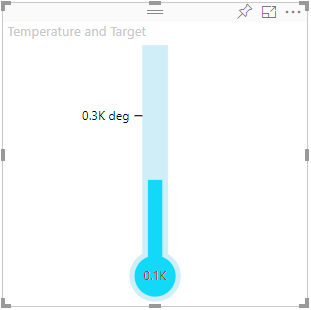 Temperature and Target
0.3K deg
0.1K